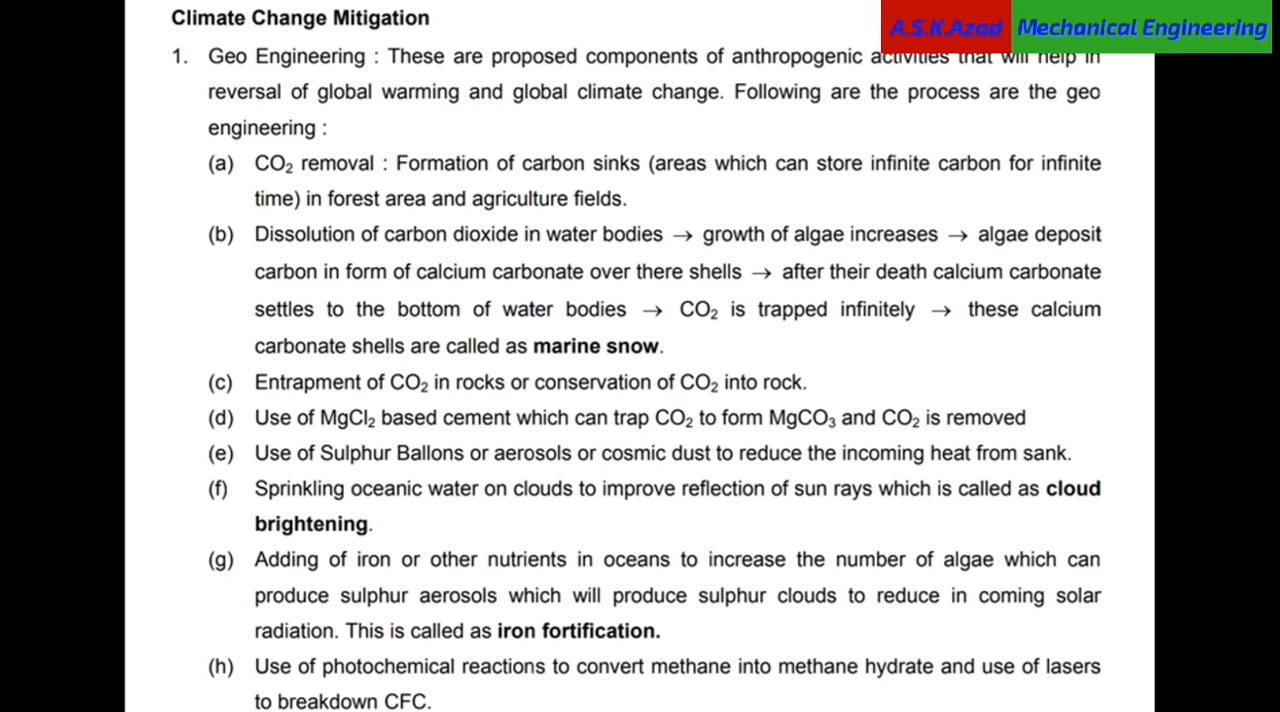 Climate Change Mitigation
A.S.K.Azad Mechanical Engineering
1. Geo Engineering : These are proposed components of anthropogenic activities that will help in
reversal of global warming and global climate change. Following are the process are the geo
engineering :
(a) CO₂ removal : Formation of carbon sinks (areas which can store infinite carbon for infinite
time) in forest area and agriculture fields.
(b) Dissolution of carbon dioxide in water bodies → growth of algae increases → algae deposit
carbon in form of calcium carbonate over there shells → after their death calcium carbonate
settles to the bottom of water bodies → CO₂ is trapped infinitely → these calcium
carbonate shells are called as marine snow.
(c) Entrapment of CO₂ in rocks or conservation of CO₂ into rock.
(d) Use of MgCl₂ based cement which can trap CO₂ to form MgCO₃ and CO₂ is removed
(e) Use of Sulphur Ballons or aerosols or cosmic dust to reduce the incoming heat from sank.
(f) Sprinkling oceanic water on clouds to improve reflection of sun rays which is called as cloud
brightening.
(g) Adding of iron or other nutrients in oceans to increase the number of algae which can
produce sulphur aerosols which will produce sulphur clouds to reduce in coming solar
radiation. This is called as iron fortification.
(h) Use of photochemical reactions to convert methane into methane hydrate and use of lasers
to breakdown CFC.